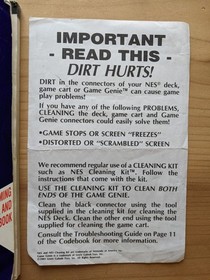 IMPORTANT
- READ THIS -
DIRT HURTS!
DIRT in the connectors of your NES® deck,
game cart or Game Genie™ can cause game
play problems!
If you have any of the following PROBLEMS,
CLEANING the deck, game cart and Game
Genie connectors could easily solve them!
•GAME STOPS OR SCREEN "FREEZES"
•DISTORTED OR "SCRAMBLED" SCREEN
We recommend regular use of a CLEANING KIT
such as NES Cleaning Kit™. Follow the
instructions that come with the kit.
USE THE CLEANING KIT TO CLEAN BOTH
ENDS OF THE GAME GENIE.
Clean the black connector using the tool
supplied in the cleaning kit for cleaning the
NES Deck. Clean the other end using the tool
supplied for cleaning game carts.
Consult the Troubleshooting Guide on Page 11
of the Codebook for more information.
MING
AND
BOOK